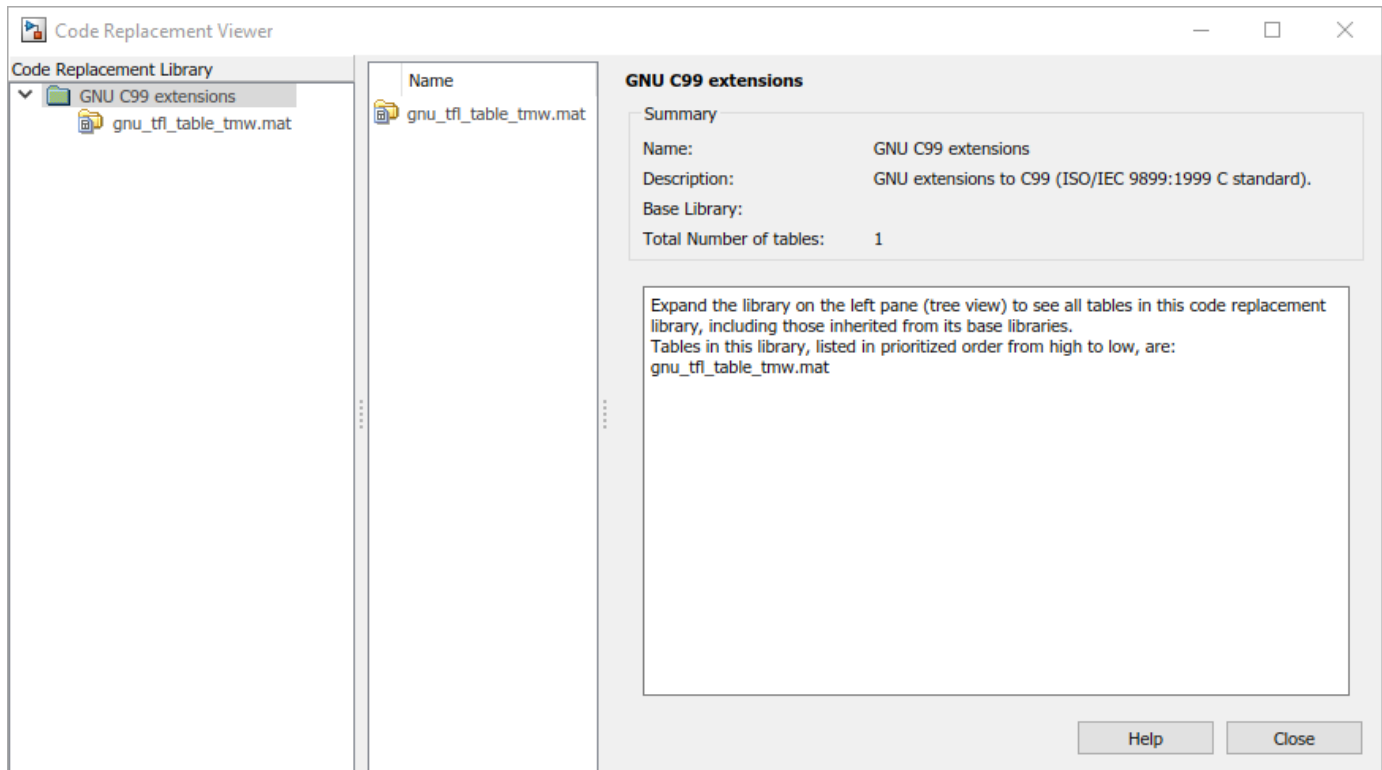 Code Replacement Viewer
Code Replacement Library
GNU C99 extensions
gnu_tfl_table_tmw.mat
Name
gnu_tfl_table_tmw.mat
GNU C99 extensions
Summary
Name: GNU C99 extensions
Description: GNU extensions to C99 (ISO/IEC 9899:1999 C standard).
Base Library:
Total Number of tables: 1
Expand the library on the left pane (tree view) to see all tables in this code replacement
library, including those inherited from its base libraries.
Tables in this library, listed in prioritized order from high to low, are:
gnu_tfl_table_tmw.mat
Help Close